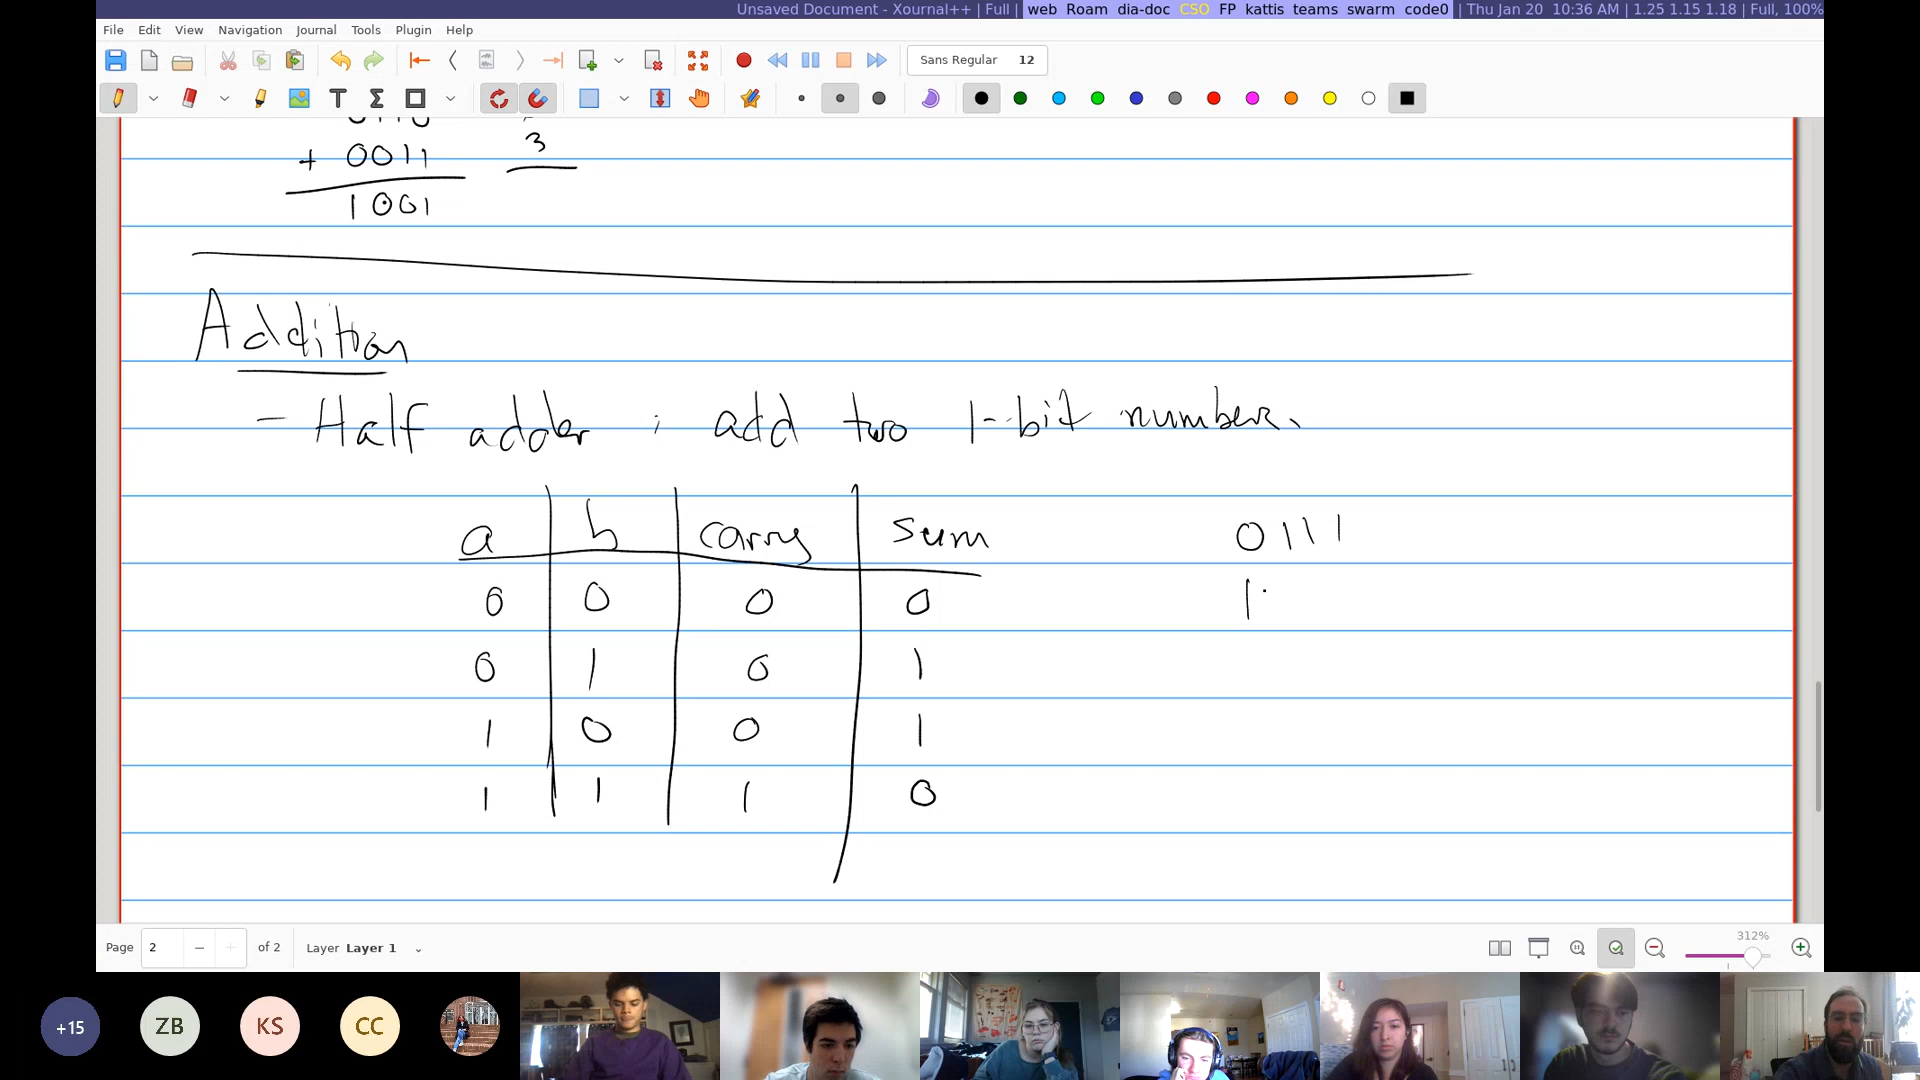 Unsaved Document - Xournal++ | Full | web Roam dia-doc CSO FP kattis teams swarm code0 | Thu Jan 20 10:36 AM | 1.25 1.15 1.18 | Full, 100%
File Edit View Navigation Journal Tools Plugin Help
Sans Regular 12
3
+ 0011
1001
Addition
- Half adder : add two 1-bit numbers.
a b carry sum
0 0 0 0
0 1 0 1
1 0 0 1
1 1 1 0
0111
1
Page 2 of 2 Layer Layer 1 312%
+15 ZB KS CC